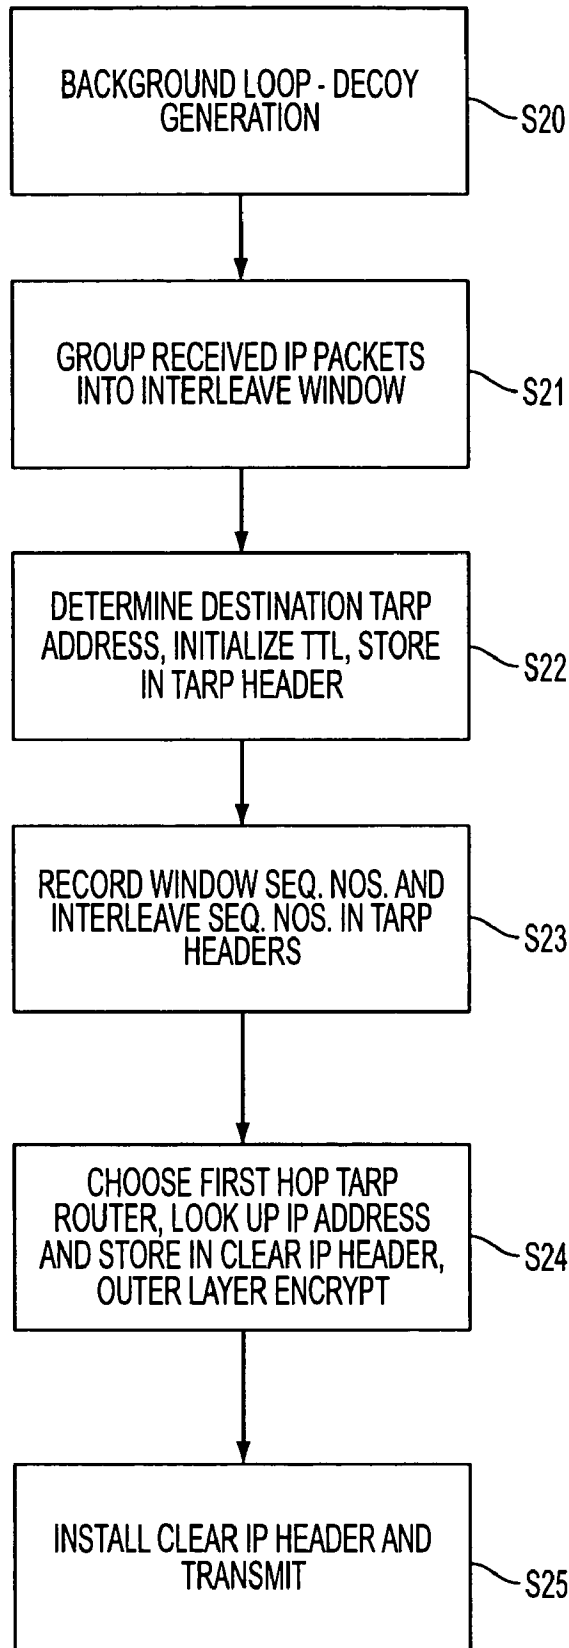 BACKGROUND LOOP - DECOY
GENERATION
S20
GROUP RECEIVED IP PACKETS
INTO INTERLEAVE WINDOW
S21
DETERMINE DESTINATION TARP
ADDRESS, INITIALIZE TTL, STORE
IN TARP HEADER
S22
RECORD WINDOW SEQ. NOS. AND
INTERLEAVE SEQ. NOS. IN TARP
HEADERS
S23
CHOOSE FIRST HOP TARP
ROUTER, LOOK UP IP ADDRESS
AND STORE IN CLEAR IP HEADER,
OUTER LAYER ENCRYPT
S24
INSTALL CLEAR IP HEADER AND
TRANSMIT
S25